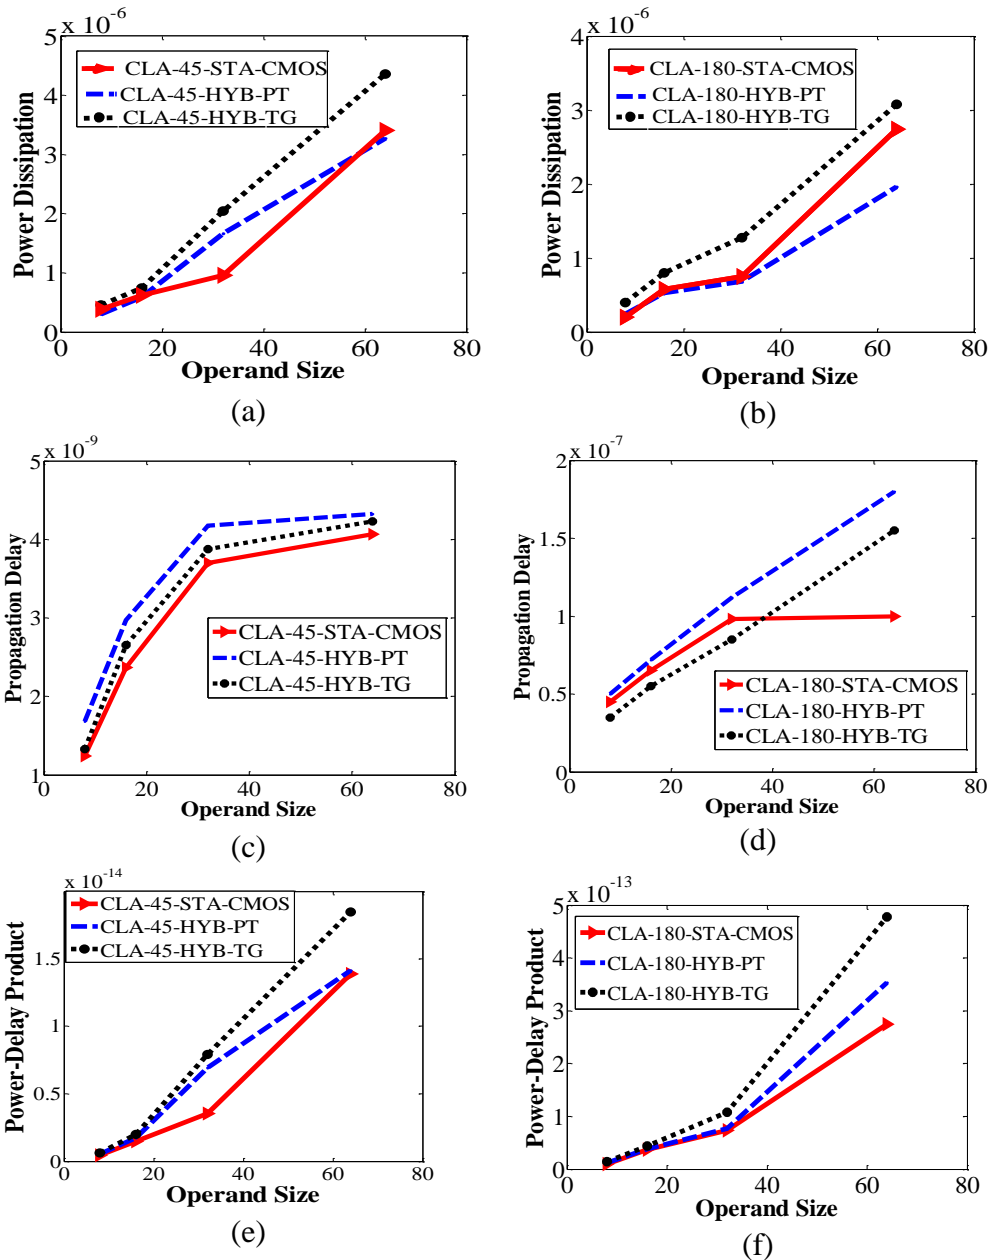 x 10^-6
5
4
3
2
1
0
0 20 40 60 80
Power Dissipation
Operand Size
CLA-45-STA-CMOS
CLA-45-HYB-PT
CLA-45-HYB-TG
(a)
x 10^-6
4
3
2
1
0
0 20 40 60 80
Power Dissipation
Operand Size
CLA-180-STA-CMOS
CLA-180-HYB-PT
CLA-180-HYB-TG
(b)
x 10^-9
5
4
3
2
1
0 20 40 60 80
Propagation Delay
Operand Size
CLA-45-STA-CMOS
CLA-45-HYB-PT
CLA-45-HYB-TG
(c)
x 10^-7
2
1.5
1
0.5
0
0 20 40 60 80
Propagation Delay
Operand Size
CLA-180-STA-CMOS
CLA-180-HYB-PT
CLA-180-HYB-TG
(d)
x 10^-14
1.5
1
0.5
0
0 20 40 60 80
Power-Delay Product
Operand Size
CLA-45-STA-CMOS
CLA-45-HYB-PT
CLA-45-HYB-TG
(e)
x 10^-13
5
4
3
2
1
0
0 20 40 60 80
Power-Delay Product
Operand Size
CLA-180-STA-CMOS
CLA-180-HYB-PT
CLA-180-HYB-TG
(f)